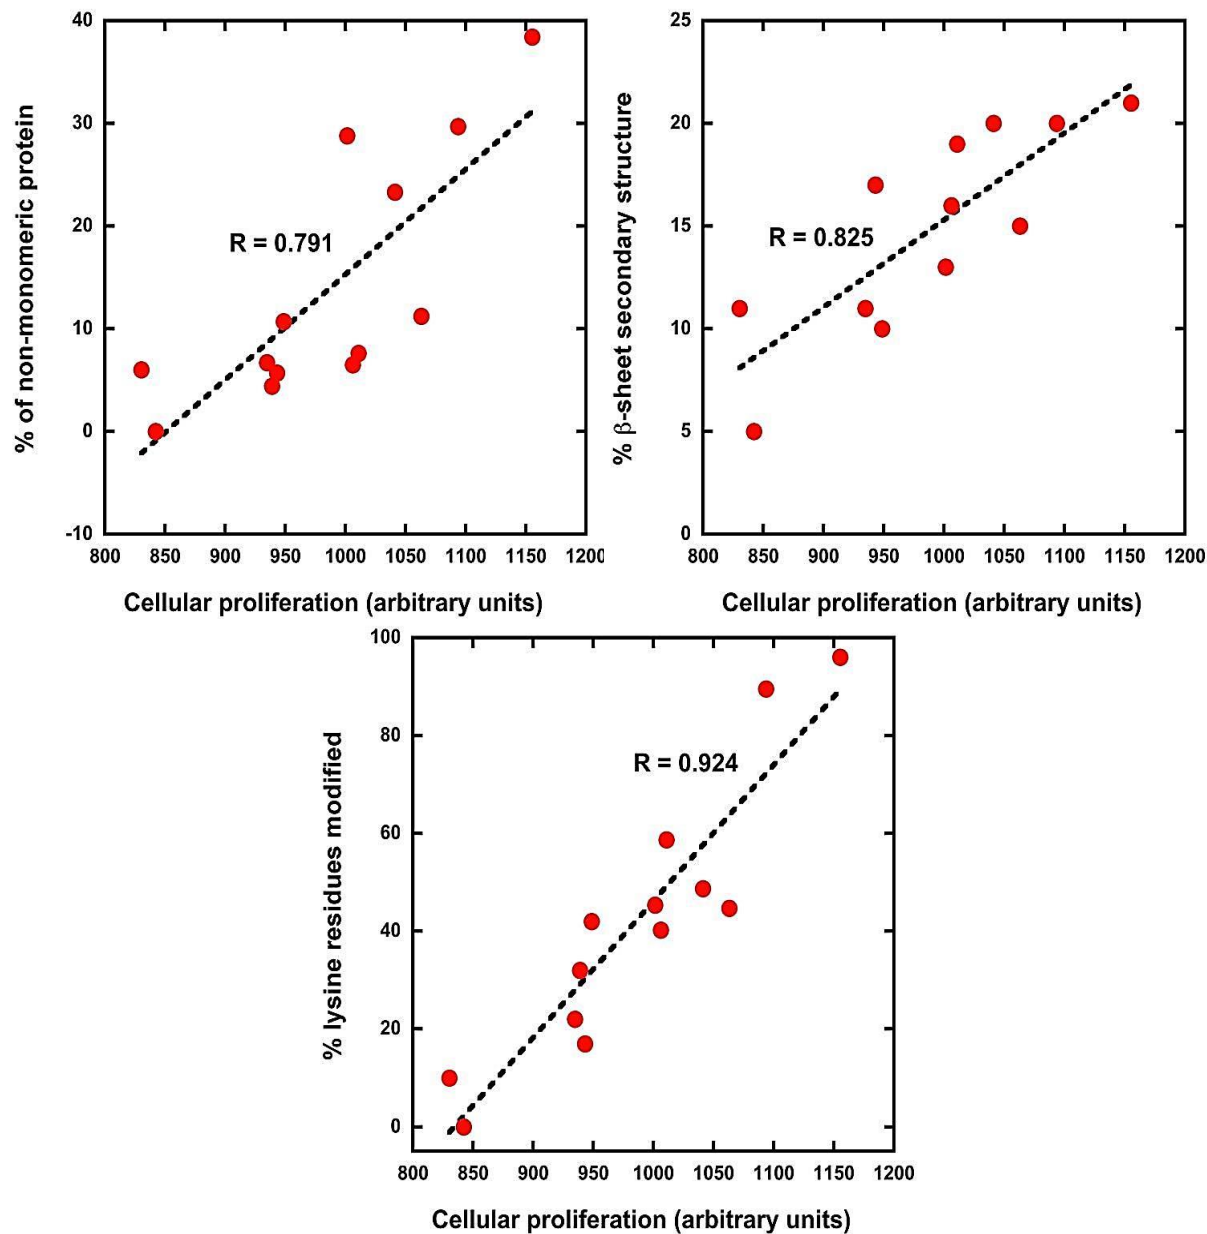 % of non-monomeric protein
40
30
20
10
0
-10
R = 0.791
800 850 900 950 1000 1050 1100 1150 1200
Cellular proliferation (arbitrary units)
% β-sheet secondary structure
25
20
15
10
5
0
R = 0.825
800 850 900 950 1000 1050 1100 1150 1200
Cellular proliferation (arbitrary units)
% lysine residues modified
100
80
60
40
20
0
R = 0.924
800 850 900 950 1000 1050 1100 1150 1200
Cellular proliferation (arbitrary units)